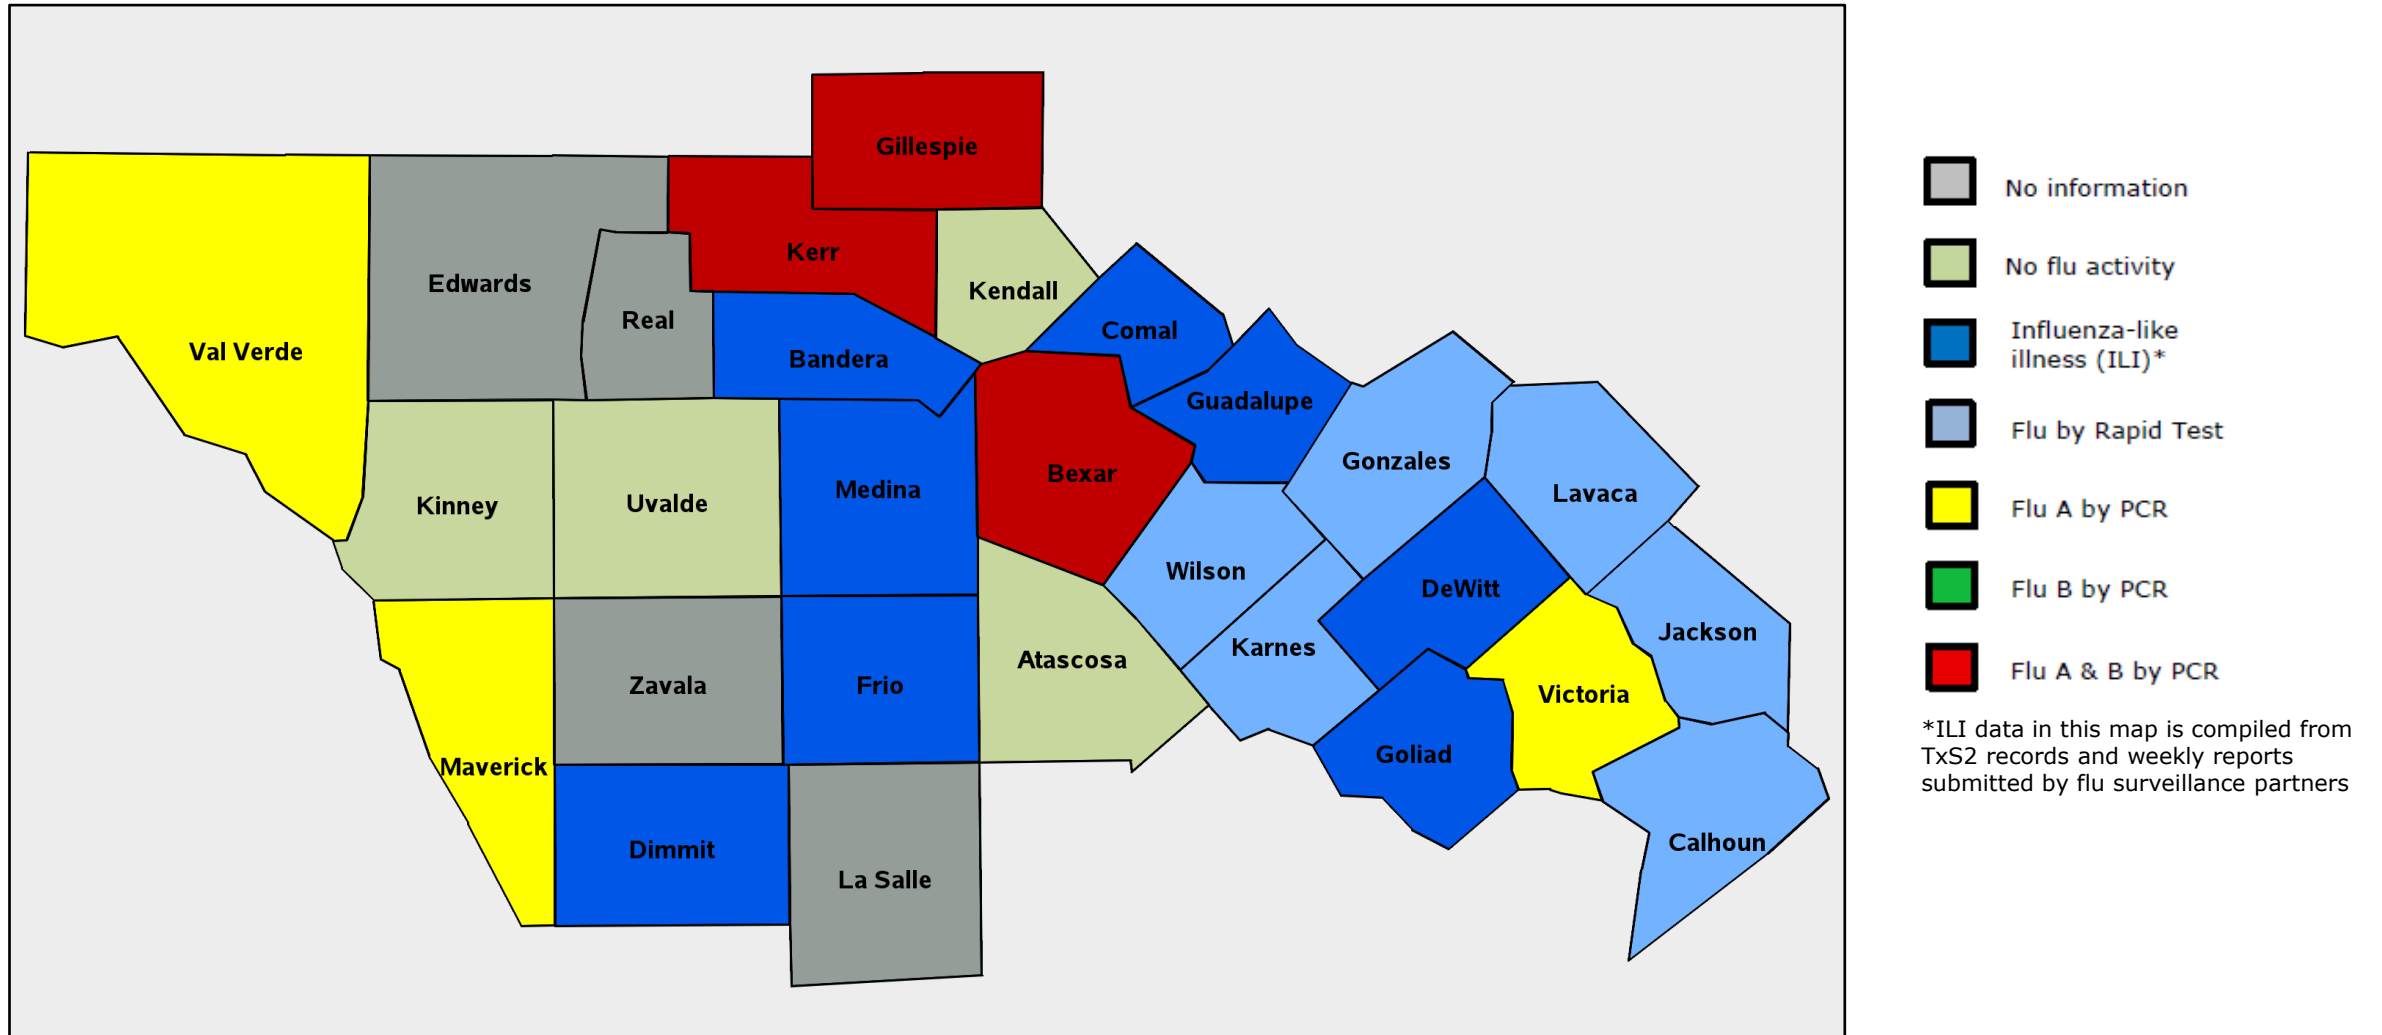 Gillespie
Kerr
Edwards
Kendall
Real
Comal
Val Verde
Bandera
Guadalupe
Gonzales
Bexar
Medina
Lavaca
Kinney
Uvalde
Wilson
DeWitt
Jackson
Karnes
Atascosa
Zavala
Frio
Victoria
Goliad
Maverick
Calhoun
Dimmit
La Salle
No information
No flu activity
Influenza-like
illness (ILI)*
Flu by Rapid Test
Flu A by PCR
Flu B by PCR
Flu A & B by PCR
*ILI data in this map is compiled from
TxS2 records and weekly reports
submitted by flu surveillance partners